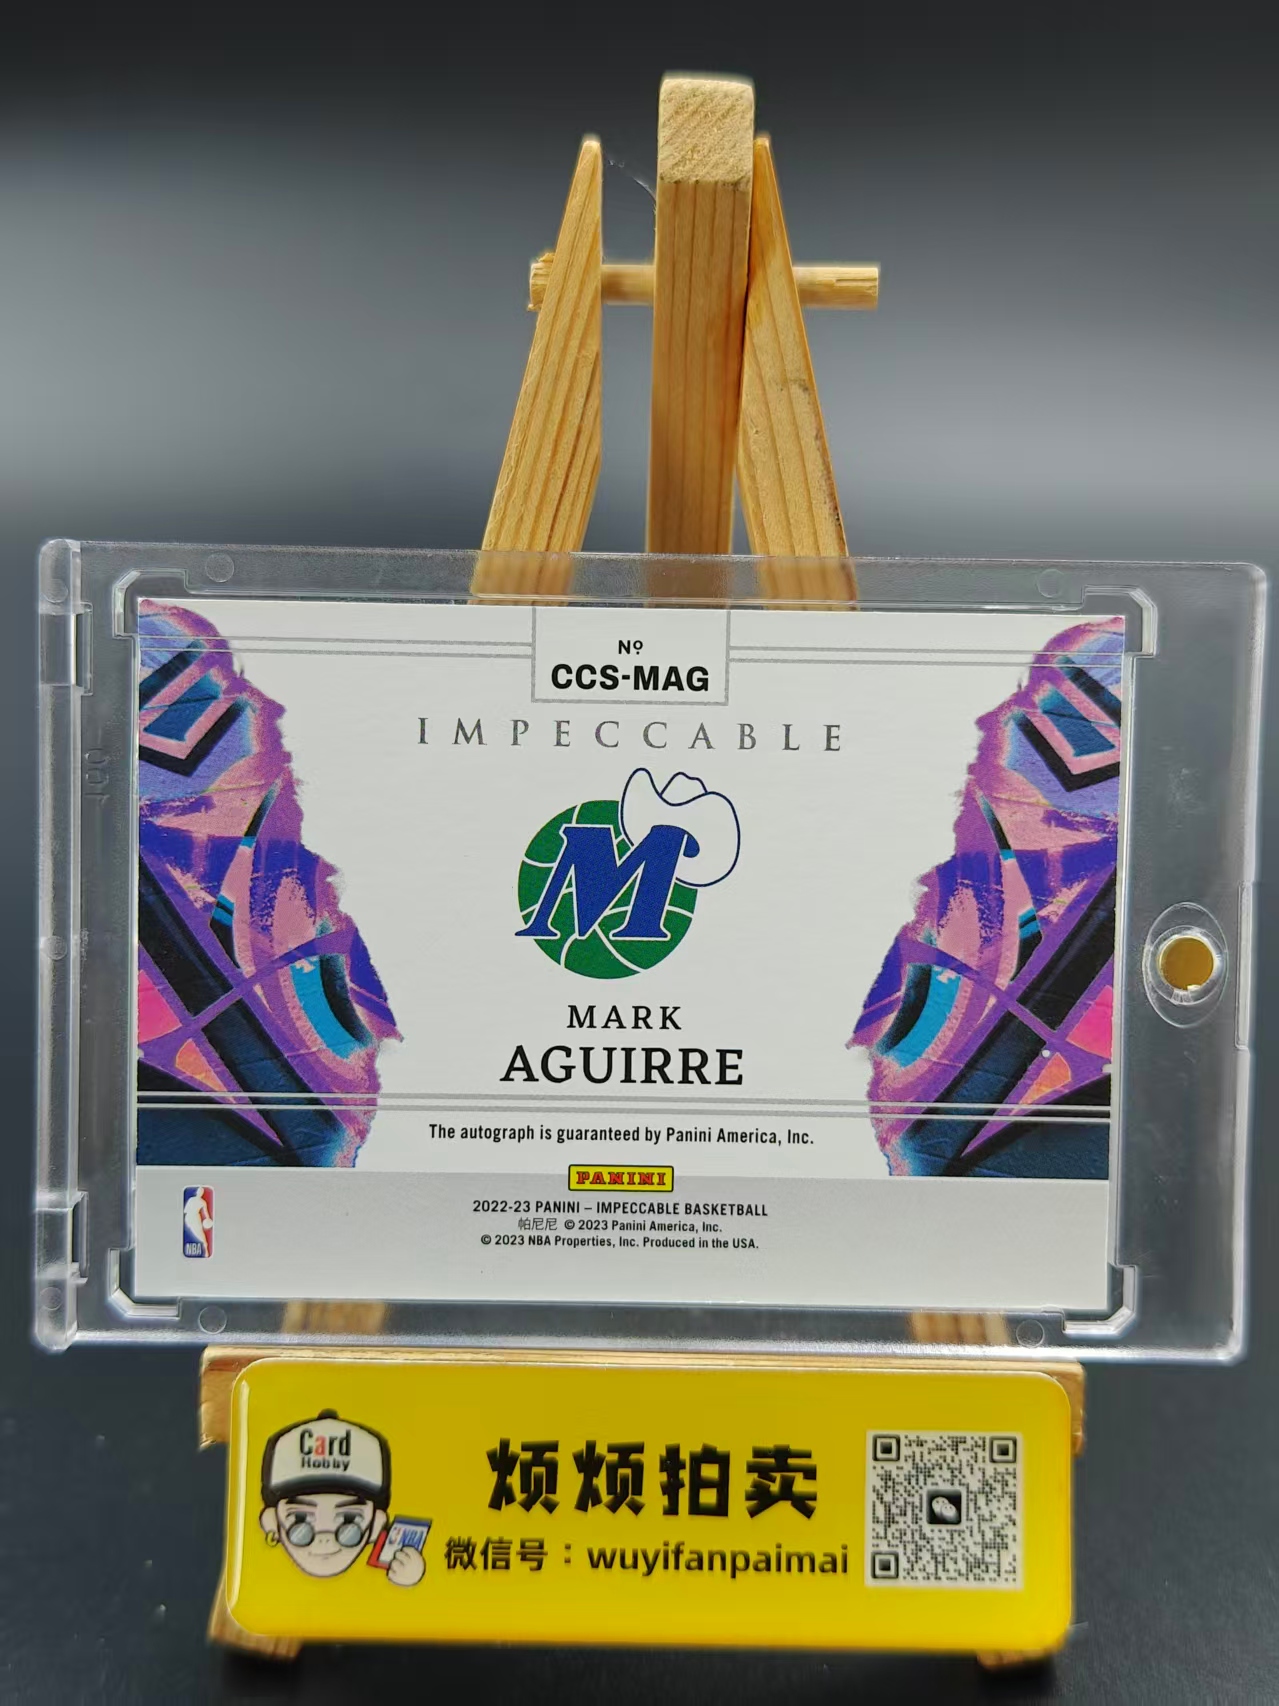 Nº
CCS-MAG
IMPECCABLE
M
MARK
AGUIRRE
The autograph is guaranteed by Panini America, Inc.
PANINI
2022-23 PANINI – IMPECCABLE BASKETBALL
帕尼尼 © 2023 Panini America, Inc.
© 2023 NBA Properties, Inc. Produced in the USA.
NBA
100
Card
Hobby
NBA
烦烦拍卖
微信号：wuyifanpaimai